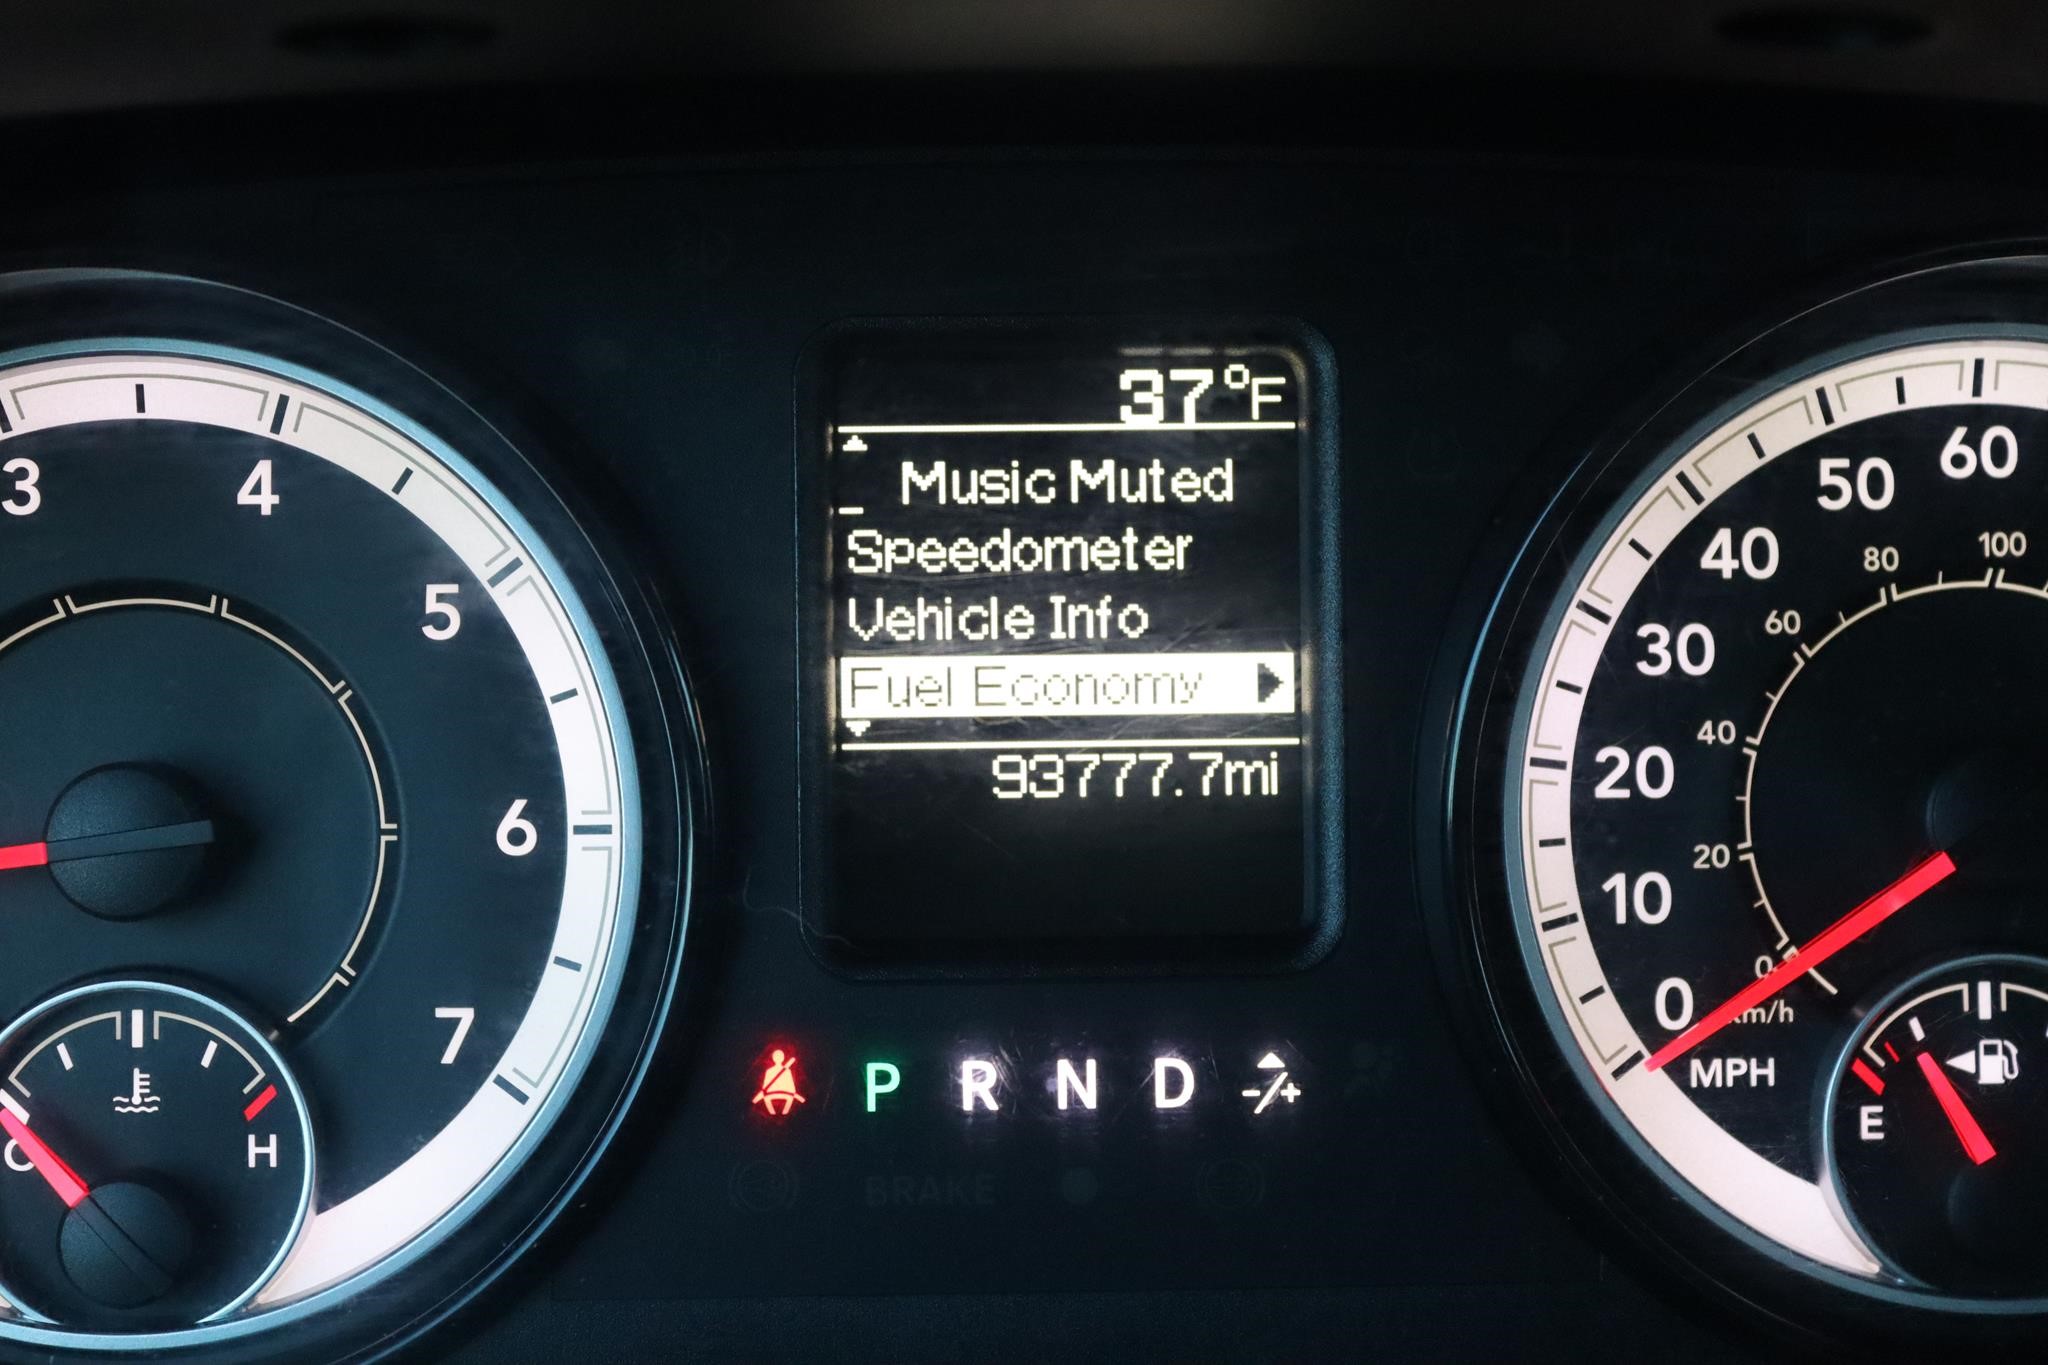 37°F
Music Muted
Speedometer
Vehicle Info
Fuel Economy
93777.7mi
P R N D -/+
BRAKE
3
4
5
6
7
C H
60
50
40
30
20
10
0
MPH
100
80
60
40
20
0
km/h
E